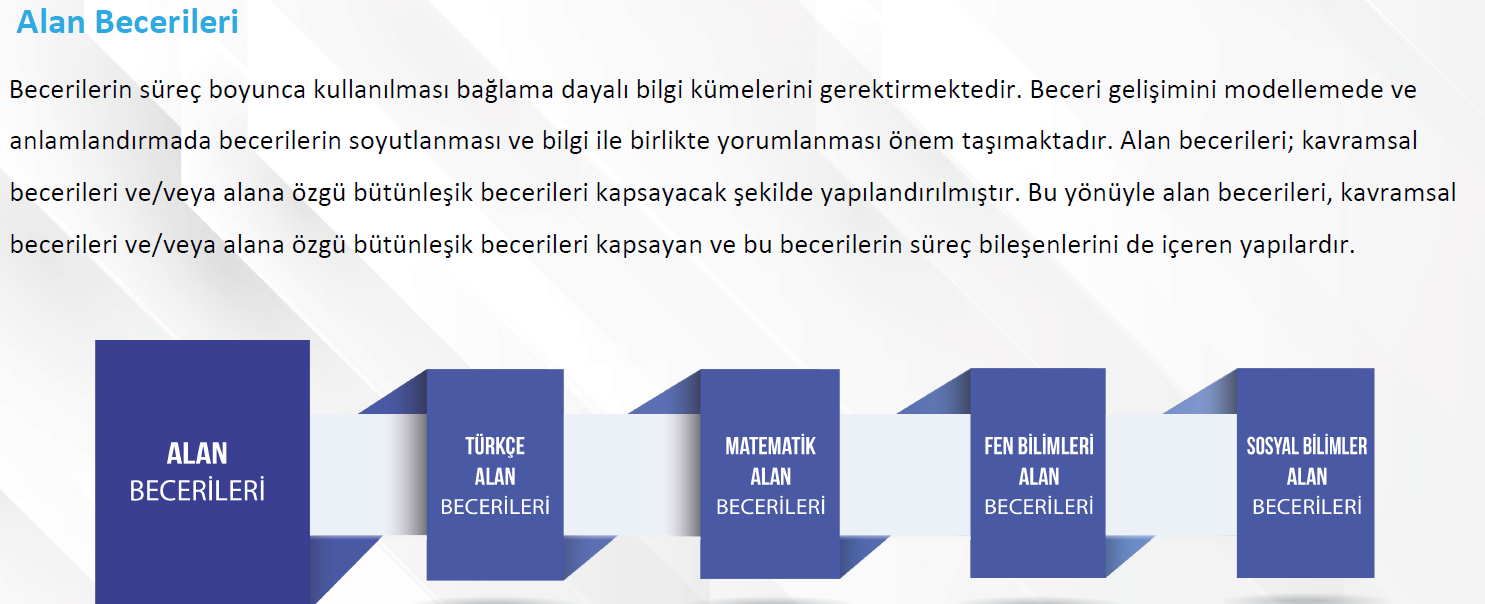 Alan Becerileri
Becerilerin süreç boyunca kullanılması bağlama dayalı bilgi kümelerini gerektirmektedir. Beceri gelişimini modellemede ve
anlamlandırmada becerilerin soyutlanması ve bilgi ile birlikte yorumlanması önem taşımaktadır. Alan becerileri; kavramsal
becerileri ve/veya alana özgü bütünleşik becerileri kapsayacak şekilde yapılandırılmıştır. Bu yönüyle alan becerileri, kavramsal
becerileri ve/veya alana özgü bütünleşik becerileri kapsayan ve bu becerilerin süreç bileşenlerini de içeren yapılardır.
ALAN
BECERİLERİ
TÜRKÇE
ALAN
BECERİLERİ
MATEMATİK
ALAN
BECERİLERİ
FEN BİLİMLERİ
ALAN
BECERİLERİ
SOSYAL BİLİMLER
ALAN
BECERİLERİ